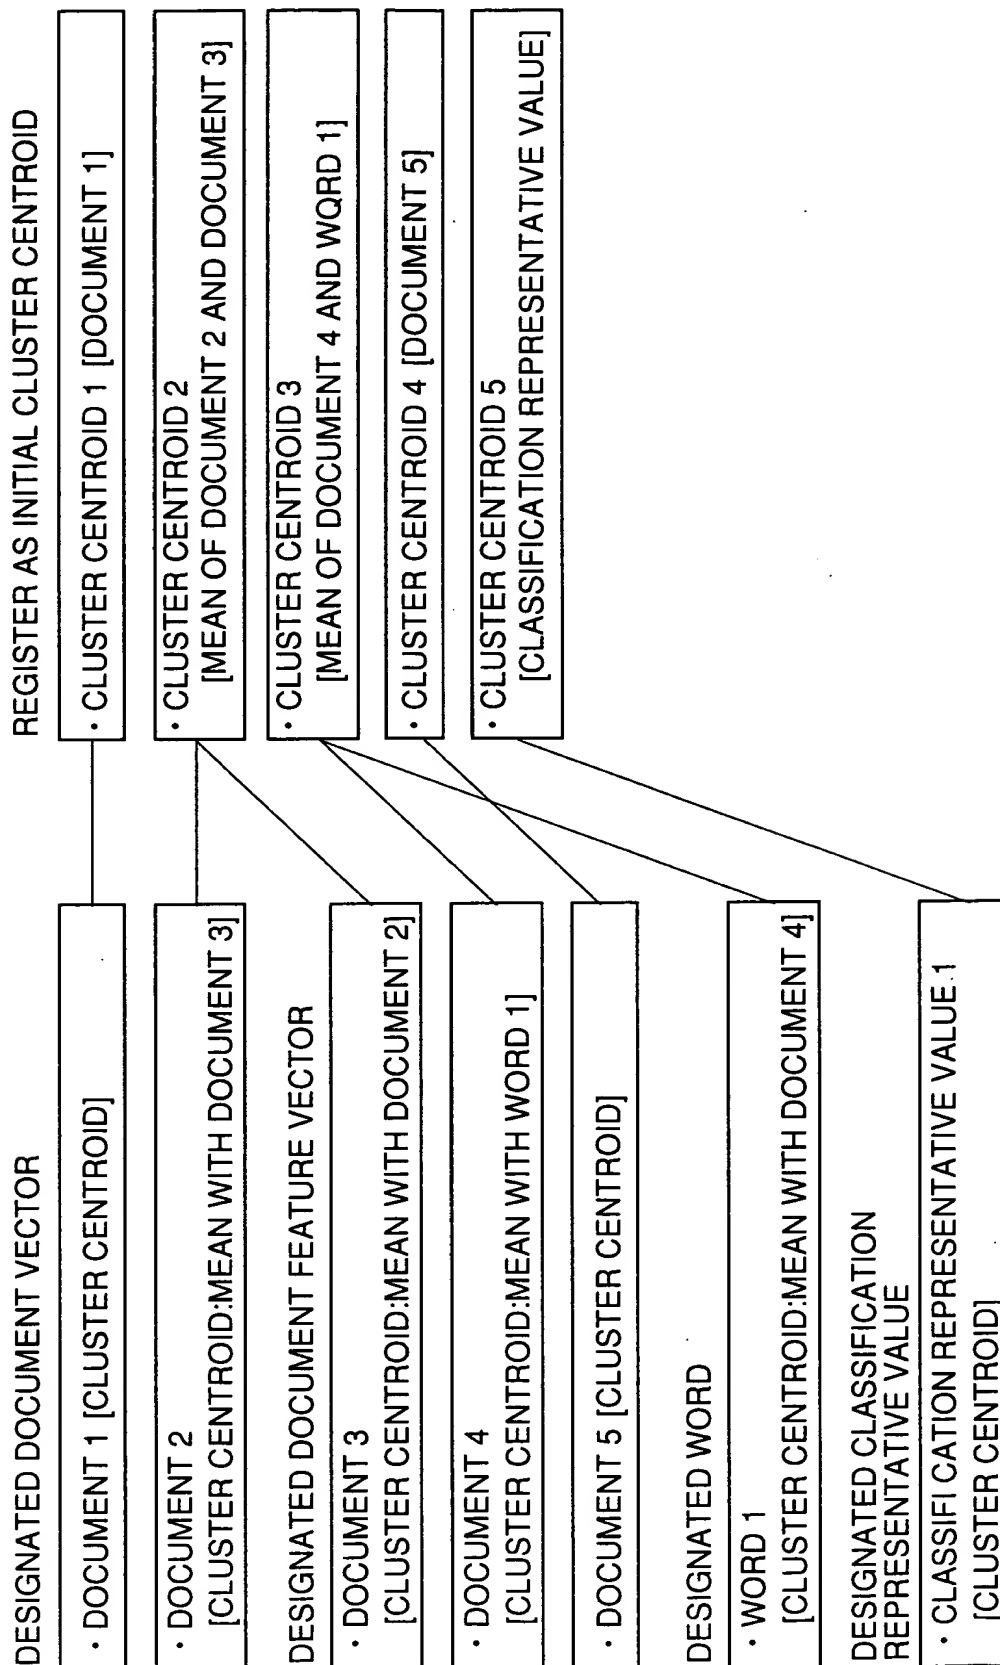 DESIGNATED DOCUMENT VECTOR
• DOCUMENT 1 [CLUSTER CENTROID]
• DOCUMENT 2
[CLUSTER CENTROID:MEAN WITH DOCUMENT 3]
DESIGNATED DOCUMENT FEATURE VECTOR
• DOCUMENT 3
[CLUSTER CENTROID:MEAN WITH DOCUMENT 2]
• DOCUMENT 4
[CLUSTER CENTROID:MEAN WITH WORD 1]
• DOCUMENT 5 [CLUSTER CENTROID]
DESIGNATED WORD
• WORD 1
[CLUSTER CENTROID:MEAN WITH DOCUMENT 4]
DESIGNATED CLASSIFICATION
REPRESENTATIVE VALUE
• CLASSIFI CATION REPRESENTATIVE VALUE 1
[CLUSTER CENTROID]
REGISTER AS INITIAL CLUSTER CENTROID
• CLUSTER CENTROID 1 [DOCUMENT 1]
• CLUSTER CENTROID 2
[MEAN OF DOCUMENT 2 AND DOCUMENT 3]
• CLUSTER CENTROID 3
[MEAN OF DOCUMENT 4 AND WQRD 1]
• CLUSTER CENTROID 4 [DOCUMENT 5]
• CLUSTER CENTROID 5
[CLASSIFICATION REPRESENTATIVE VALUE]